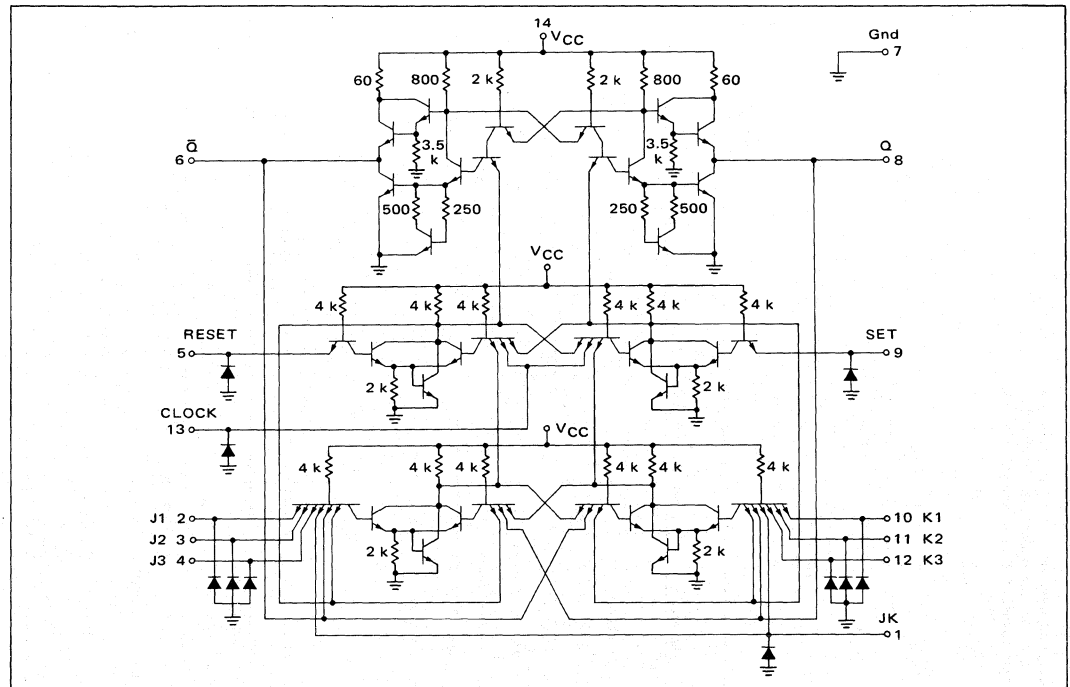 14
VCC
Gnd
7
60 800 2 k 2 k 800 60
3.5 k 3.5 k
Q̄
6
Q
8
500 250 250 500
VCC
4 k 4 k 4 k 4 k 4 k 4 k
RESET
5
SET
9
2 k 2 k
CLOCK
13
VCC
4 k 4 k 4 k 4 k 4 k 4 k
J1 2
J2 3
J3 4
10 K1
11 K2
12 K3
2 k 2 k
JK
1